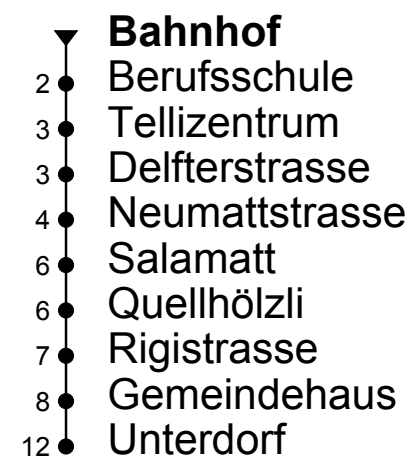 Bahnhof
2 Berufsschule
3 Tellizentrum
3 Delfterstrasse
4 Neumattstrasse
6 Salamatt
6 Quellhölzli
7 Rigistrasse
8 Gemeindehaus
12 Unterdorf